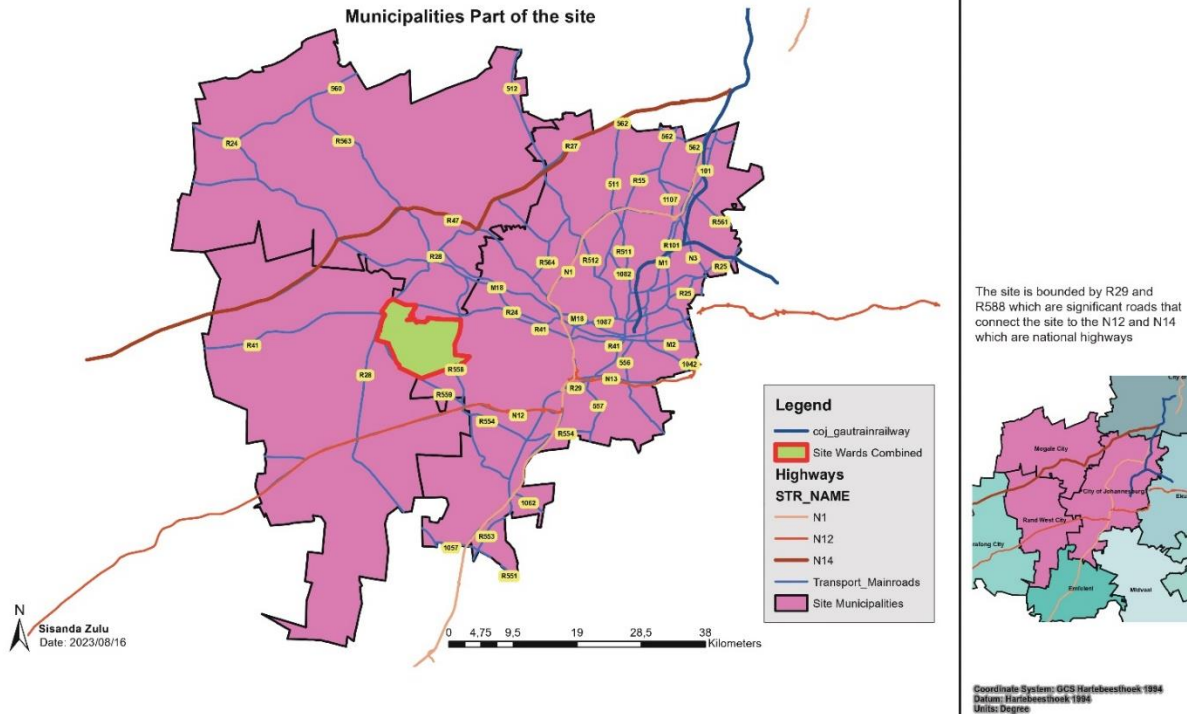 Municipalities Part of the site
560
512
R24
R563
562
562
562
R27
101
511
R55
1107
R47
R561
R28
R101
R564
R512
R511
M1
N3
R25
N1
1082
M18
R25
R24
R41
M10
1087
R41
R41
M2
R28
R558
556
1042
R29
N13
R559
N12
557
R554
R554
1062
1057
R553
R551
Legend
coj_gautrainrailway
Site Wards Combined
Highways
STR_NAME
N1
N12
N14
Transport_Mainroads
Site Municipalities
N
Sisanda Zulu
Date: 2023/08/16
0 4,75 9,5 19 28,5 38
Kilometers
The site is bounded by R29 and
R588 which are significant roads that
connect the site to the N12 and N14
which are national highways
Mogale City
City of Johannesburg
Rand West City
Emfuleni
Midvaal
Coordinate System: GCS Hartebeesthoek 1994
Datum: Hartebeesthoek 1994
Units: Degree